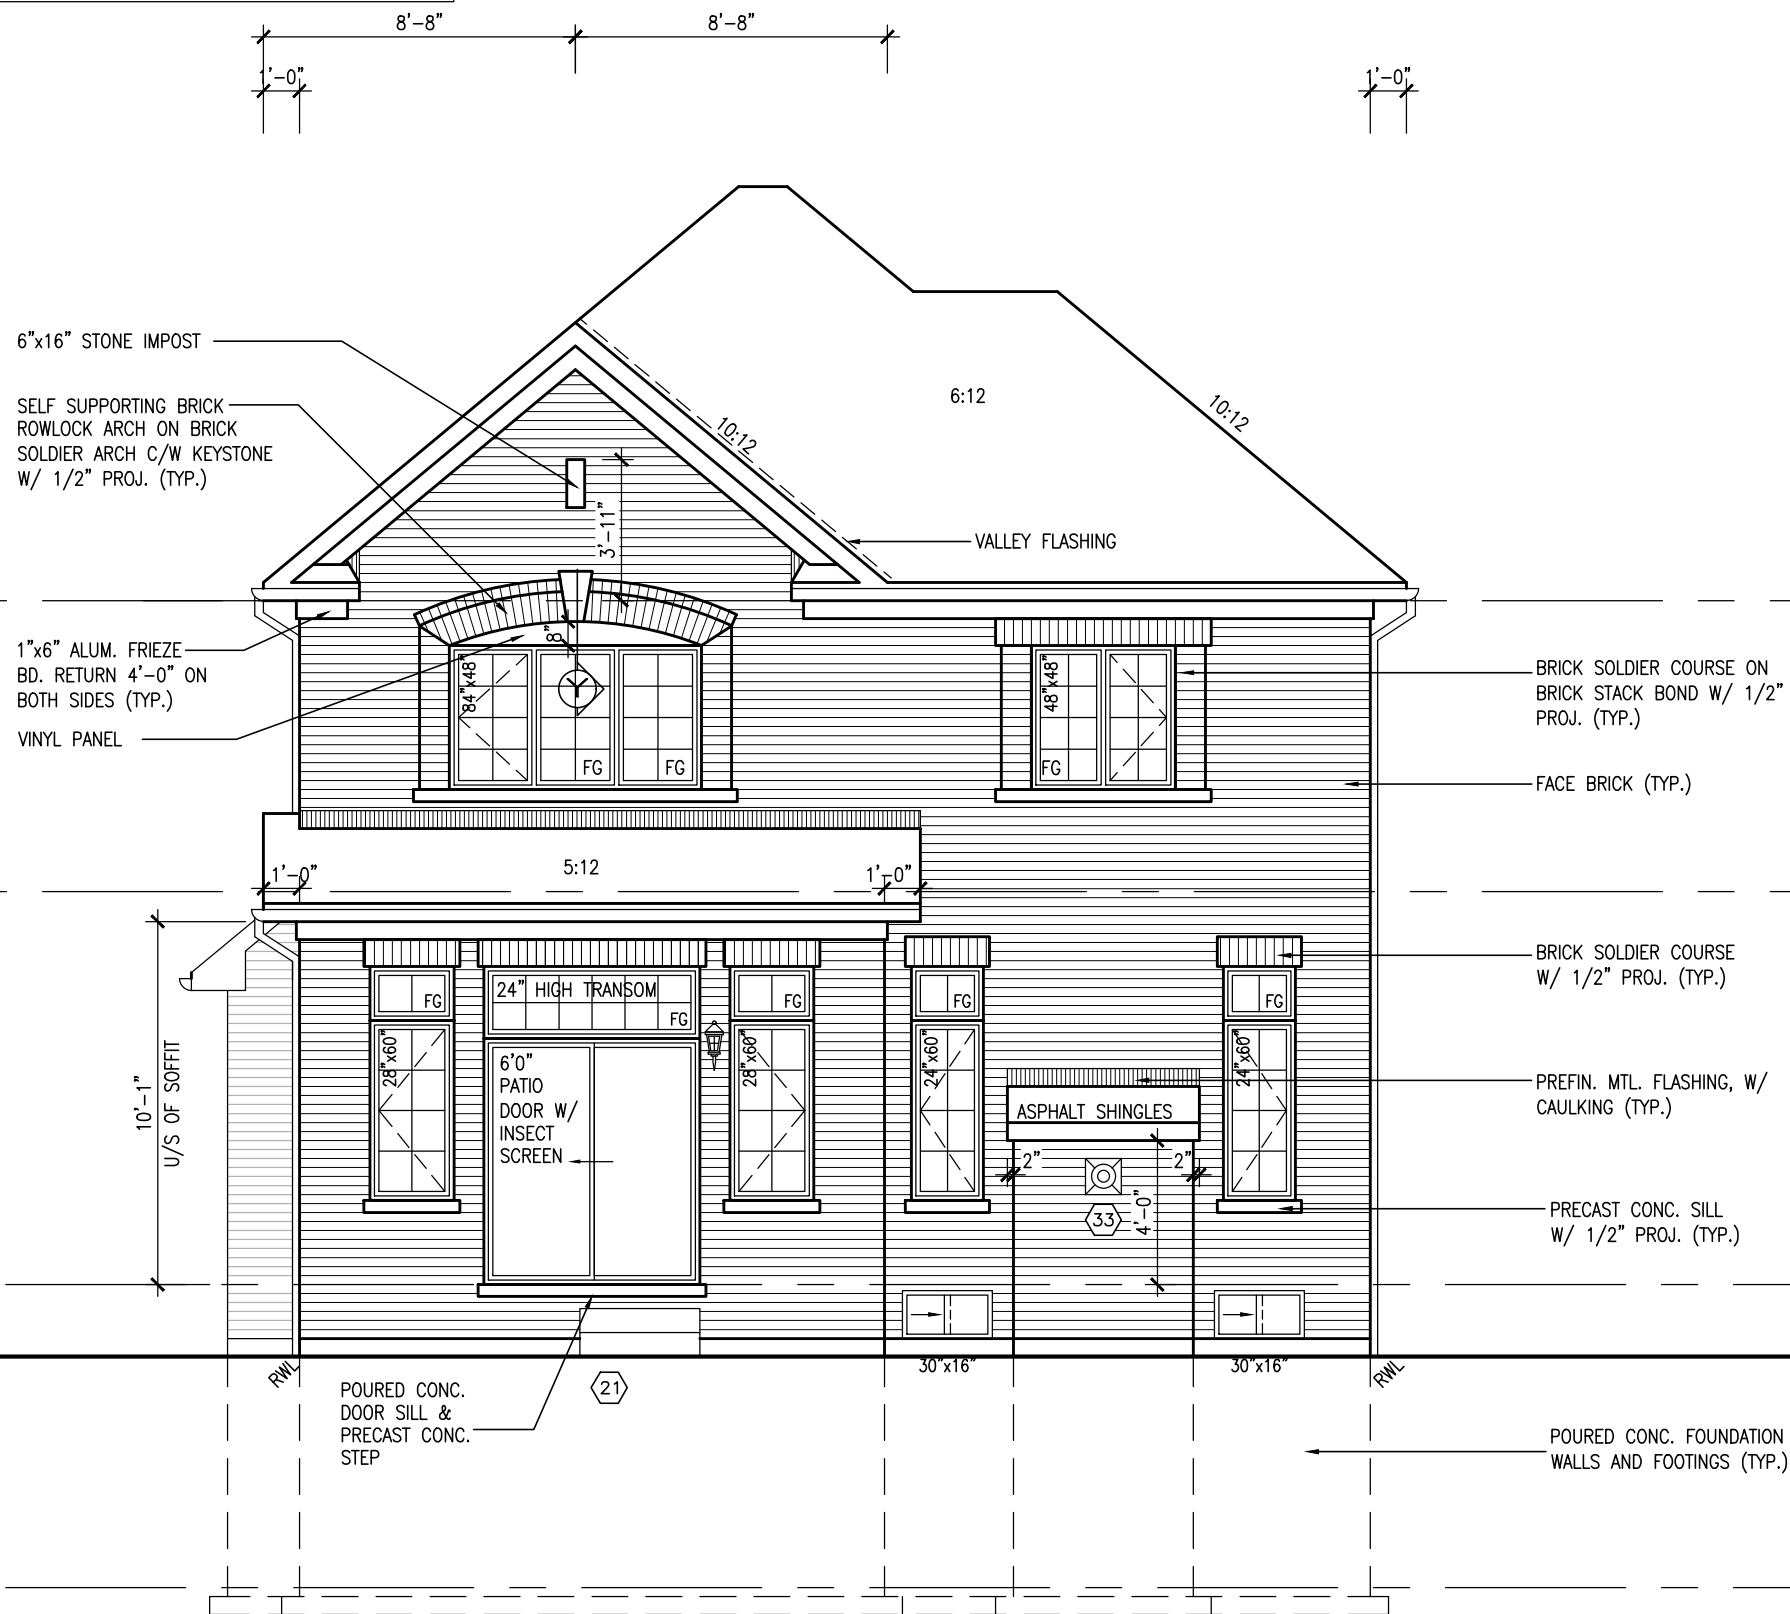 8'-8"
8'-8"
1'-0"
1'-0"
6"x16" STONE IMPOST
SELF SUPPORTING BRICK
ROWLOCK ARCH ON BRICK
SOLDIER ARCH C/W KEYSTONE
W/ 1/2" PROJ. (TYP.)
6:12
10:12
10:12
3'-11"
VALLEY FLASHING
1"x6" ALUM. FRIEZE
BD. RETURN 4'-0" ON
BOTH SIDES (TYP.)
VINYL PANEL
8"
84"x48"
Y
FG
FG
48"x48"
FG
BRICK SOLDIER COURSE ON
BRICK STACK BOND W/ 1/2"
PROJ. (TYP.)
FACE BRICK (TYP.)
1'-0"
5:12
1'-0"
BRICK SOLDIER COURSE
W/ 1/2" PROJ. (TYP.)
FG
24" HIGH TRANSOM
FG
FG
FG
FG
10'-1"
U/S OF SOFFIT
28"x60"
6'0"
PATIO
DOOR W/
INSECT
SCREEN
28"x60"
24"x60"
24"x60"
PREFIN. MTL. FLASHING, W/
CAULKING (TYP.)
ASPHALT SHINGLES
2"
2"
33
4'-0"
PRECAST CONC. SILL
W/ 1/2" PROJ. (TYP.)
RWL
30"x16"
30"x16"
RWL
POURED CONC.
DOOR SILL &
PRECAST CONC.
STEP
21
POURED CONC. FOUNDATION
WALLS AND FOOTINGS (TYP.)